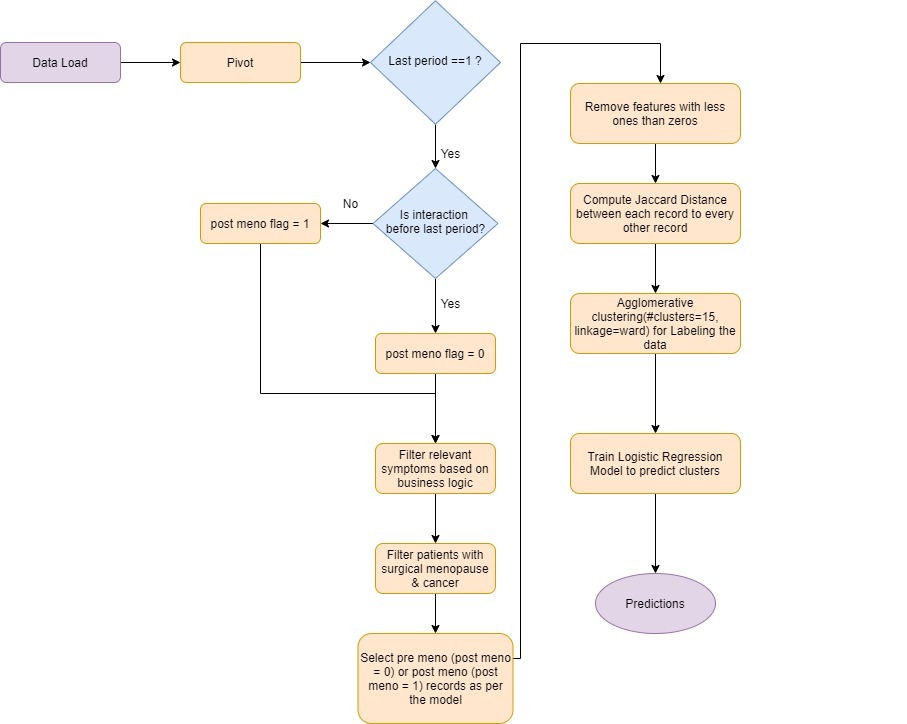 Data Load
Pivot
Last period ==1 ?
Yes
Is interaction
before last period?
No
post meno flag = 1
Yes
post meno flag = 0
Filter relevant
symptoms based on
business logic
Filter patients with
surgical menopause
& cancer
Select pre meno (post meno
= 0) or post meno (post
meno = 1) records as per
the model
Remove features with less
ones than zeros
Compute Jaccard Distance
between each record to every
other record
Agglomerative
clustering(#clusters=15,
linkage=ward) for Labeling the
data
Train Logistic Regression
Model to predict clusters
Predictions